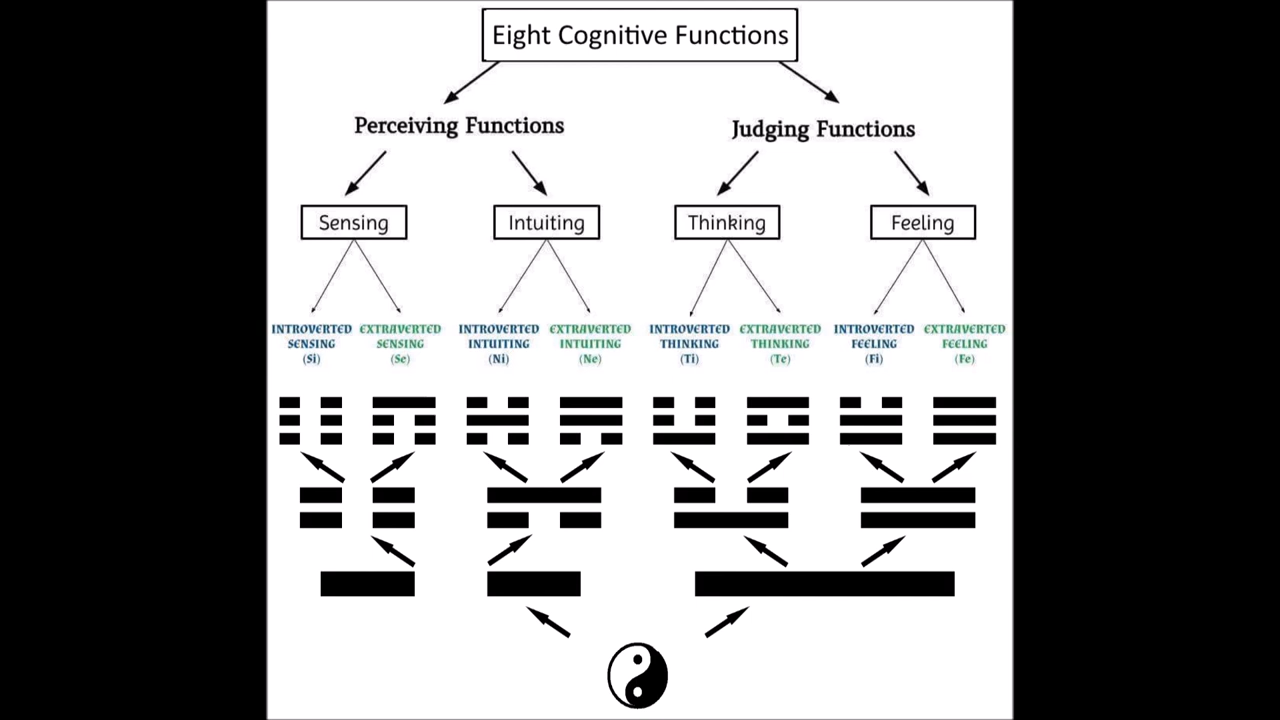 Eight Cognitive Functions
Perceiving Functions
Judging Functions
Sensing
Intuiting
Thinking
Feeling
INTROVERTED
SENSING
(Si)
EXTRAVERTED
SENSING
(Se)
INTROVERTED
INTUITING
(Ni)
EXTRAVERTED
INTUITING
(Ne)
INTROVERTED
THINKING
(Ti)
EXTRAVERTED
THINKING
(Te)
INTROVERTED
FEELING
(Fi)
EXTRAVERTED
FEELING
(Fe)